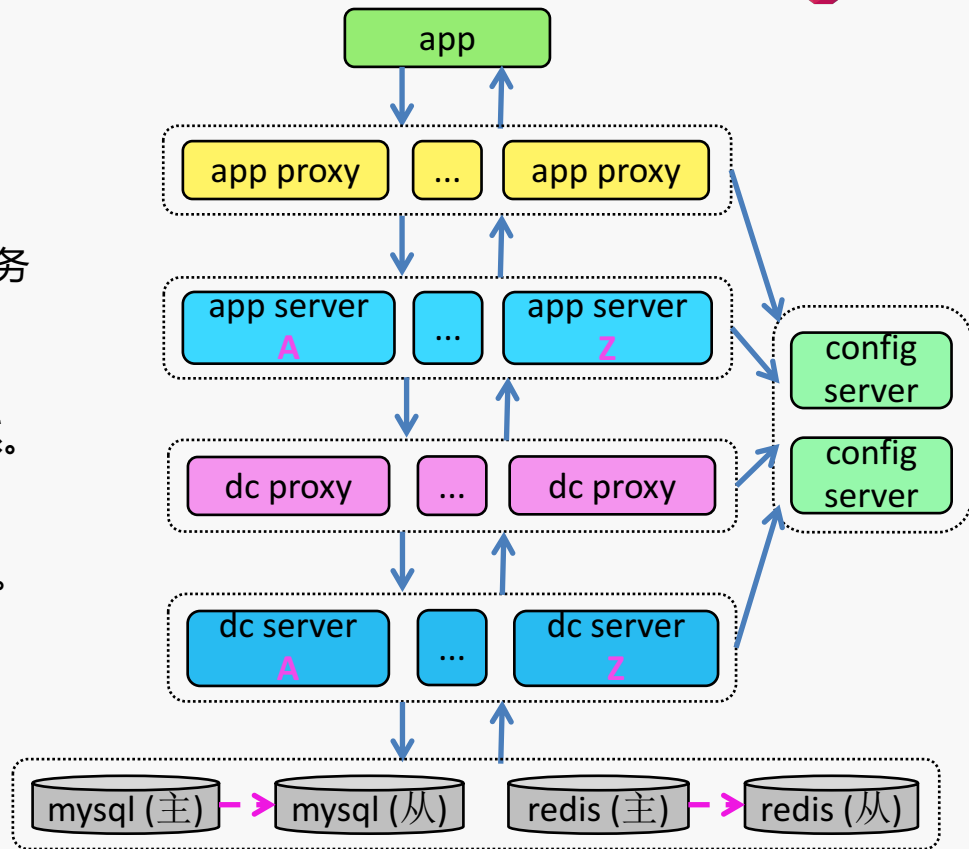 app
app proxy
...
app proxy
务
app server
A
...
app server
Z
config
server
config
server
。
dc proxy
...
dc proxy
。
dc server
A
...
dc server
Z
mysql (主)
mysql (从)
redis (主)
redis (从)